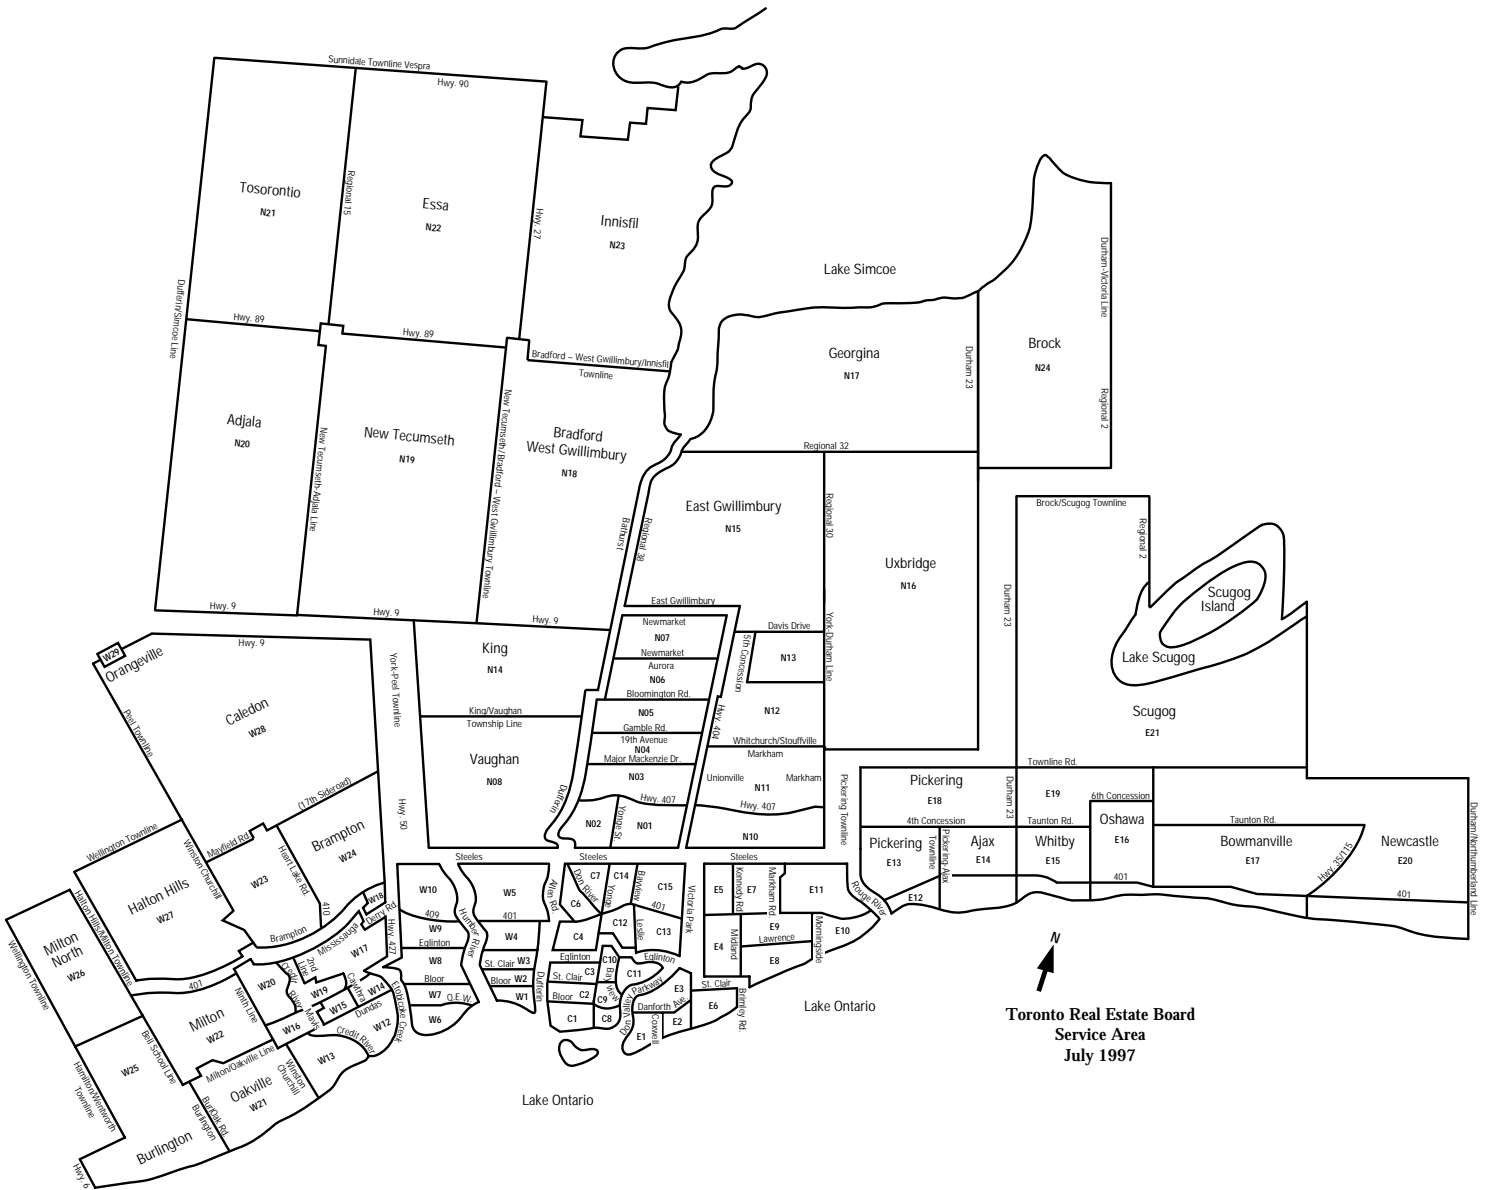 Sunnidale Townline Vespra
Hwy. 90
Tosorontio
N21
Regional 15
Essa
N22
Hwy. 27
Innisfil
N23
Dufferin/Simcoe Line
Hwy. 89
Hwy. 89
Bradford – West Gwillimbury/Innisfil
Townline
Lake Simcoe
Durham-Victoria Line
Georgina
N17
Durham 23
Brock
N24
Regional 2
Adjala
N20
New Tecumseth-Adjala Line
New Tecumseth
N19
New Tecumseth/Bradford – West Gwillimbury Townline
Bradford
West Gwillimbury
N18
Regional 32
Bathurst
Regional 38
East Gwillimbury
N15
Regional 30
Uxbridge
N16
Brock/Scugog Townline
Regional 2
Scugog
Island
Lake Scugog
Scugog
E21
Durham 23
Hwy. 9
Hwy. 9
Hwy. 9
East Gwillimbury
Newmarket
N07
Newmarket
Aurora
N06
Bloomington Rd.
N05
Gamble Rd.
19th Avenue
N04
Major Mackenzie Dr.
N03
Hwy. 407
N02
Yonge St.
N01
Davis Drive
5th Concession
N13
York-Durham Line
N12
Hwy. 404
Whitchurch/Stouffville
Markham
Unionville
Markham
N11
Hwy. 407
N10
King
N14
King/Vaughan
Township Line
Vaughan
N08
Dufferin
W29
Orangeville
Hwy. 9
York-Peel Townline
Peel Townline
Caledon
W28
(17th Sideroad)
Hwy. 50
Mayfield Rd.
Brampton
W24
Heart Lake Rd.
W23
410
Winston Churchill
Wellington Townline
Halton Hills
W27
Halton Hills/Milton Townline
Milton
North
W26
Wellington Townline
Brampton
Mississauga
W18
Derry Rd.
W17
2nd
Line
Credit
River
W20
W19
Cawthra
W14
W15
Mavis
Dundas
W16
W12
Credit River
W13
Ninth Line
401
Milton
W22
Bell School Line
Milton/Oakville Line
Oakville
W21
Winston
Churchill
BurlOak Rd.
Burlington
W25
Hamilton/Wentworth
Townline
Burlington
Hwy. 6
Hwy. 427
Etobicoke Creek
Steeles
Steeles
Steeles
W10
409
W9
Eglinton
W8
Bloor
W7
Q.E.W.
W6
Humber River
W5
401
W4
St. Clair
W3
Bloor
W2
W1
Allen Rd.
Dufferin
C7
Don River
C6
C14
Yonge
Bayview
C15
401
C12
Leslie
C13
C4
Eglinton
Eglinton
C10
C3
St. Clair
Bayview
C11
Bloor
C2
C9
C1
C8
Don Valley
Parkway
Danforth
Ave
E3
Coxwell
E1
E2
Victoria Park
E5
Kennedy Rd
E7
Markham Rd.
E11
E9
Lawrence
Midland
E4
E8
Morningside
E10
Rouge River
St. Clair
E6
Brimley Rd.
Pickering Townline
Townline Rd.
Pickering
E18
4th Concession
Durham 23
E19
6th Concession
Taunton Rd.
Oshawa
E16
Pickering
E13
Townline
Pickering-Ajax
Ajax
E14
Whitby
E15
E12
401
Taunton Rd.
Bowmanville
E17
Hwy. 35/115
401
Newcastle
E20
Durham/Northumberland Line
N
Lake Ontario
Lake Ontario
Toronto Real Estate Board
Service Area
July 1997